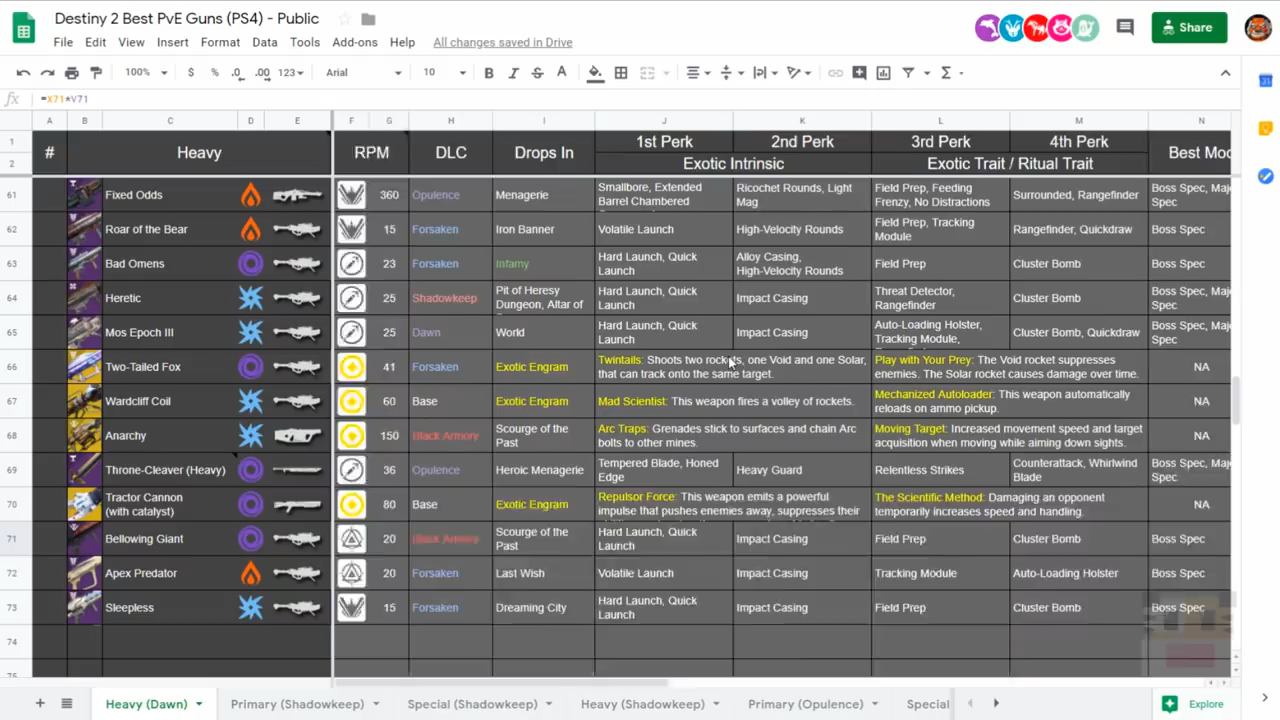 Destiny 2 Best PvE Guns (PS4) - Public
File Edit View Insert Format Data Tools Add-ons Help All changes saved in Drive
Share
100% $ % .0 .00 123 Arial 10 B I S A
fx =X71*V71
A B C D E F G H I J K L M N
1 # Heavy RPM DLC Drops In 1st Perk 2nd Perk 3rd Perk 4th Perk Best Mod
2 Exotic Intrinsic Exotic Trait / Ritual Trait
61 Fixed Odds 360 Opulence Menagerie Smallbore, Extended Barrel Chambered Ricochet Rounds, Light Mag Field Prep, Feeding Frenzy, No Distractions Surrounded, Rangefinder Boss Spec, Maj Spec
62 Roar of the Bear 15 Forsaken Iron Banner Volatile Launch High-Velocity Rounds Field Prep, Tracking Module Rangefinder, Quickdraw Boss Spec
63 Bad Omens 23 Forsaken Infamy Hard Launch, Quick Launch Alloy Casing, High-Velocity Rounds Field Prep Cluster Bomb Boss Spec
64 Heretic 25 Shadowkeep Pit of Heresy Dungeon, Altar of Hard Launch, Quick Launch Impact Casing Threat Detector, Rangefinder Cluster Bomb Boss Spec, Maj Spec
65 Mos Epoch III 25 Dawn World Hard Launch, Quick Launch Impact Casing Auto-Loading Holster, Tracking Module, Cluster Bomb, Quickdraw Boss Spec, Maj Spec
66 Two-Tailed Fox 41 Forsaken Exotic Engram Twintails: Shoots two rockets, one Void and one Solar, that can track onto the same target. Play with Your Prey: The Void rocket suppresses enemies. The Solar rocket causes damage over time. NA
67 Wardcliff Coil 60 Base Exotic Engram Mad Scientist: This weapon fires a volley of rockets. Mechanized Autoloader: This weapon automatically reloads on ammo pickup. NA
68 Anarchy 150 Black Armory Scourge of the Past Arc Traps: Grenades stick to surfaces and chain Arc bolts to other mines. Moving Target: Increased movement speed and target acquisition when moving while aiming down sights. NA
69 Throne-Cleaver (Heavy) 36 Opulence Heroic Menagerie Tempered Blade, Honed Edge Heavy Guard Relentless Strikes Counterattack, Whirlwind Blade Boss Spec, Maj Spec
70 Tractor Cannon (with catalyst) 80 Base Exotic Engram Repulsor Force: This weapon emits a powerful impulse that pushes enemies away, suppresses their The Scientific Method: Damaging an opponent temporarily increases speed and handling. NA
71 Bellowing Giant 20 Black Armory Scourge of the Past Hard Launch, Quick Launch Impact Casing Field Prep Cluster Bomb Boss Spec
72 Apex Predator 20 Forsaken Last Wish Volatile Launch Impact Casing Tracking Module Auto-Loading Holster Boss Spec
73 Sleepless 15 Forsaken Dreaming City Hard Launch, Quick Launch Impact Casing Field Prep Cluster Bomb Boss Spec
74
75
Heavy (Dawn) Primary (Shadowkeep) Special (Shadowkeep) Heavy (Shadowkeep) Primary (Opulence) Special Explore